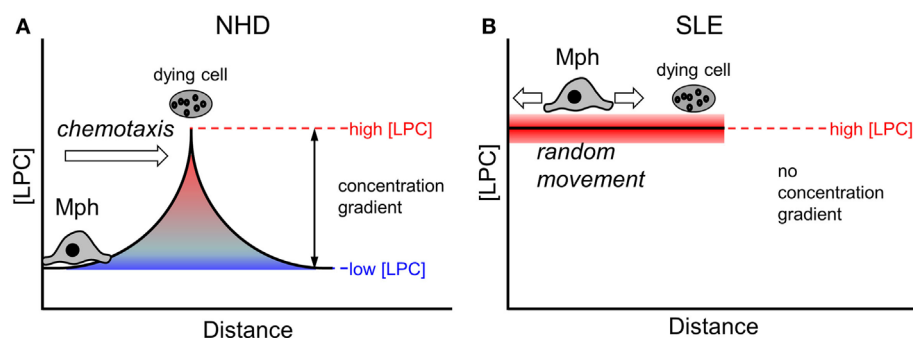 A
NHD
dying cell
chemotaxis
high [LPC]
[LPC]
concentration
gradient
Mph
low [LPC]
Distance
B
SLE
Mph
dying cell
high [LPC]
random
movement
[LPC]
no
concentration
gradient
Distance